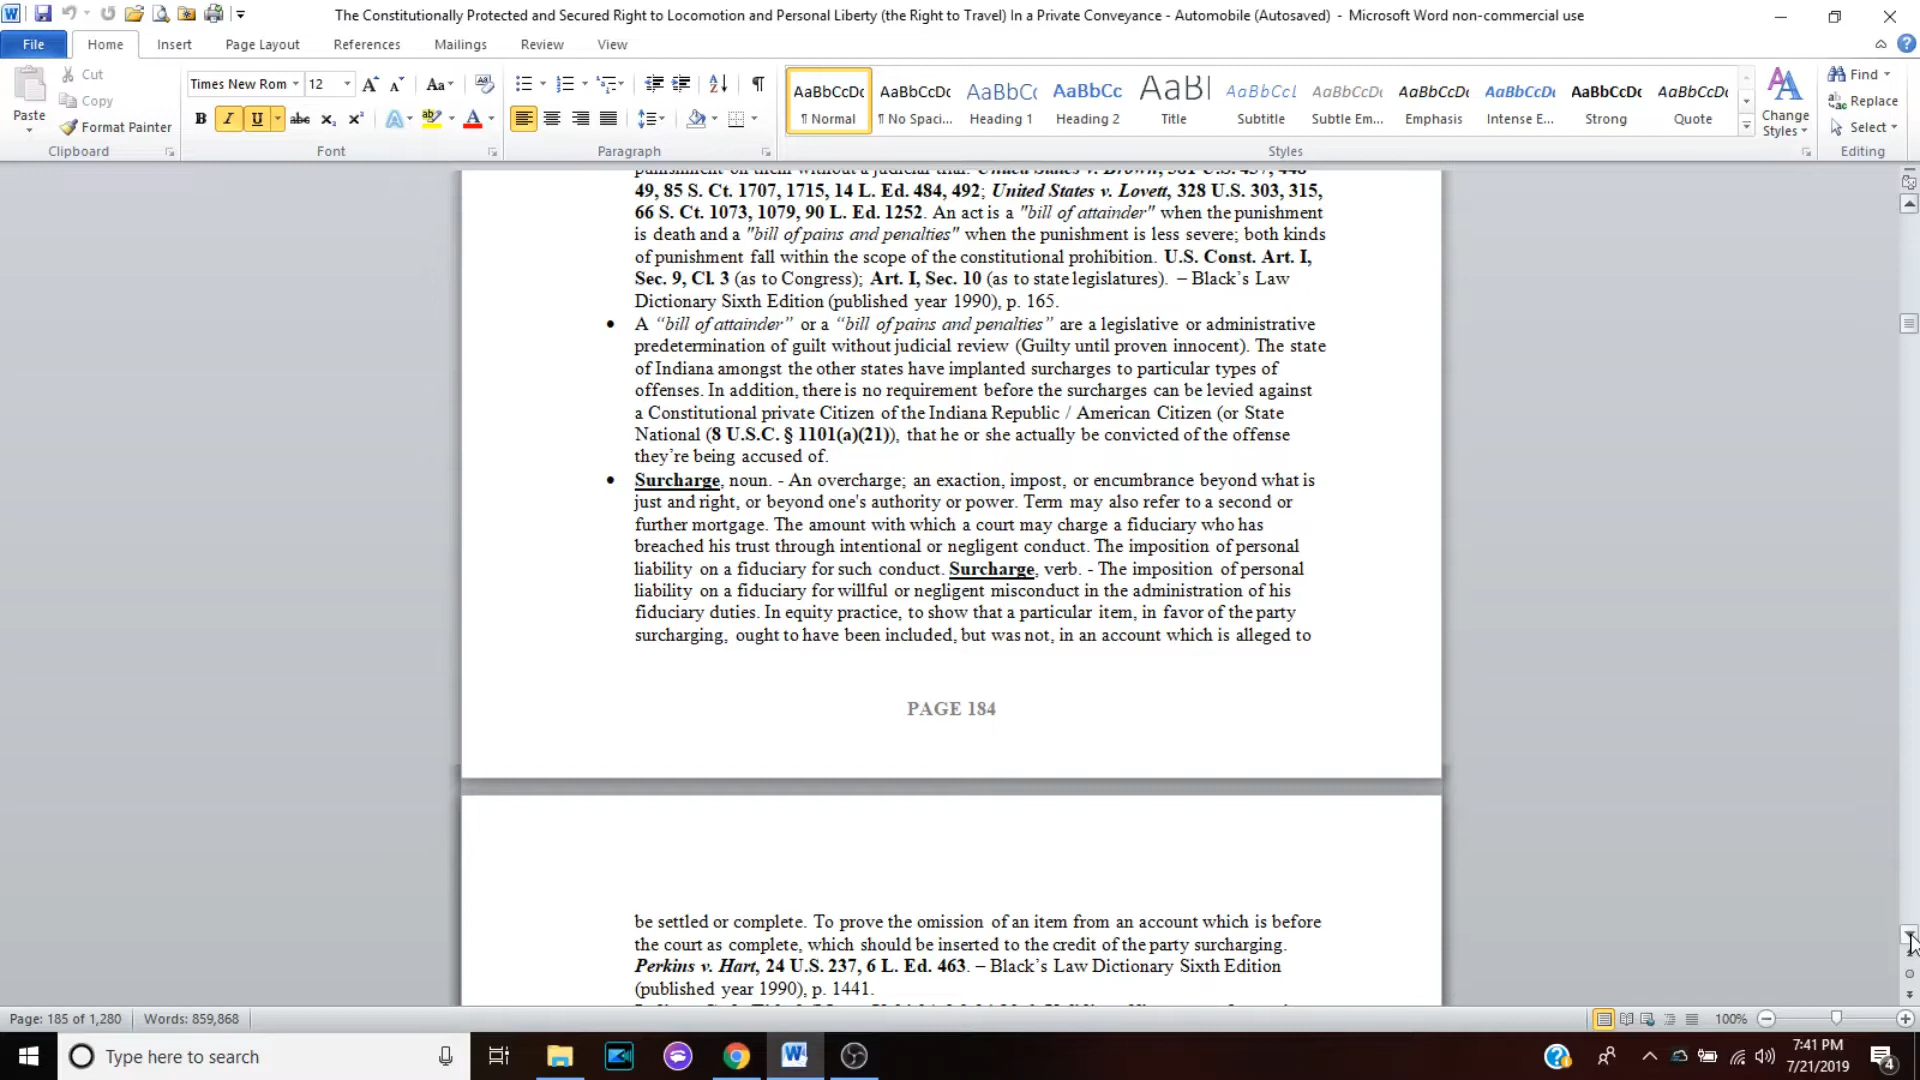 The Constitutionally Protected and Secured Right to Locomotion and Personal Liberty (the Right to Travel) In a Private Conveyance - Automobile (Autosaved) - Microsoft Word non-commercial use
File Home Insert Page Layout References Mailings Review View
Paste
Cut
Copy
Format Painter
Clipboard
Times New Rom 12
Font
Paragraph
AaBbCcDc AaBbCcDc AaBbC AaBbCc AaBl AaBbCcL AaBbCcDc AaBbCcDc AaBbCcDc AaBbCcDc AaBbCcDc
¶ Normal ¶ No Spaci... Heading 1 Heading 2 Title Subtitle Subtle Em... Emphasis Intense E... Strong Quote
Styles
Change
Styles
Find
Replace
Select
Editing
punishment on them without a judicial trial. United States v. Brown, 381 U.S. 437, 448-
49, 85 S. Ct. 1707, 1715, 14 L. Ed. 484, 492; United States v. Lovett, 328 U.S. 303, 315,
66 S. Ct. 1073, 1079, 90 L. Ed. 1252. An act is a "bill of attainder" when the punishment
is death and a "bill of pains and penalties" when the punishment is less severe; both kinds
of punishment fall within the scope of the constitutional prohibition. U.S. Const. Art. I,
Sec. 9, Cl. 3 (as to Congress); Art. I, Sec. 10 (as to state legislatures). – Black’s Law
Dictionary Sixth Edition (published year 1990), p. 165.
• A “bill of attainder” or a “bill of pains and penalties” are a legislative or administrative
predetermination of guilt without judicial review (Guilty until proven innocent). The state
of Indiana amongst the other states have implanted surcharges to particular types of
offenses. In addition, there is no requirement before the surcharges can be levied against
a Constitutional private Citizen of the Indiana Republic / American Citizen (or State
National (8 U.S.C. § 1101(a)(21)), that he or she actually be convicted of the offense
they’re being accused of.
• Surcharge, noun. - An overcharge; an exaction, impost, or encumbrance beyond what is
just and right, or beyond one's authority or power. Term may also refer to a second or
further mortgage. The amount with which a court may charge a fiduciary who has
breached his trust through intentional or negligent conduct. The imposition of personal
liability on a fiduciary for such conduct. Surcharge, verb. - The imposition of personal
liability on a fiduciary for willful or negligent misconduct in the administration of his
fiduciary duties. In equity practice, to show that a particular item, in favor of the party
surcharging, ought to have been included, but was not, in an account which is alleged to
PAGE 184
be settled or complete. To prove the omission of an item from an account which is before
the court as complete, which should be inserted to the credit of the party surcharging.
Perkins v. Hart, 24 U.S. 237, 6 L. Ed. 463. – Black’s Law Dictionary Sixth Edition
(published year 1990), p. 1441.
Page: 185 of 1,280 Words: 859,868 100%
Type here to search
7:41 PM
7/21/2019
4